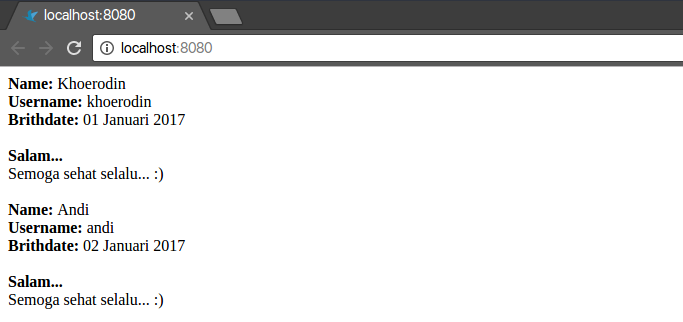 localhost:8080
localhost:8080
Name: Khoerodin
Username: khoerodin
Brithdate: 01 Januari 2017
Salam...
Semoga sehat selalu... :)
Name: Andi
Username: andi
Brithdate: 02 Januari 2017
Salam...
Semoga sehat selalu... :)